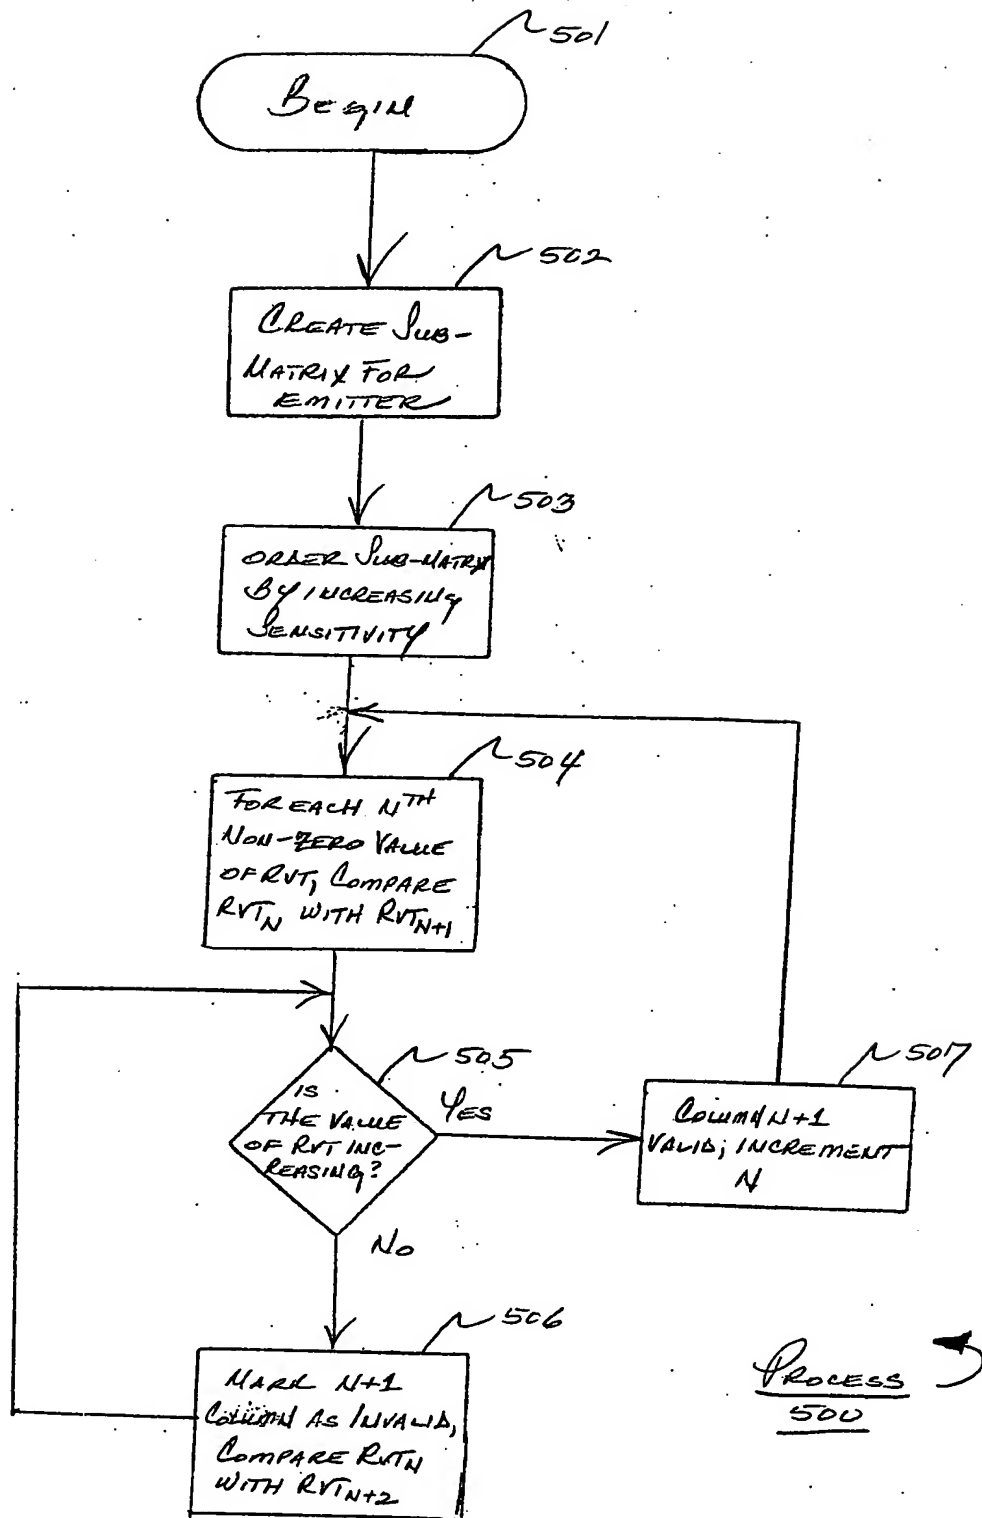 501
BEGIN
502
CREATE SUB-
MATRIX FOR
EMITTER
503
ORDER SUB-MATRIX
BY INCREASING
SENSITIVITY
504
FOR EACH NTH
NON-ZERO VALUE
OF RVT, COMPARE
RVTN WITH RVTN+1
505
IS
THE VALUE
OF RVT INC-
REASING?
YES
507
COLUMN N+1
VALID; INCREMENT
N
NO
506
MARK N+1
COLUMN AS INVALID,
COMPARE RVTN
WITH RVTN+2
PROCESS
500